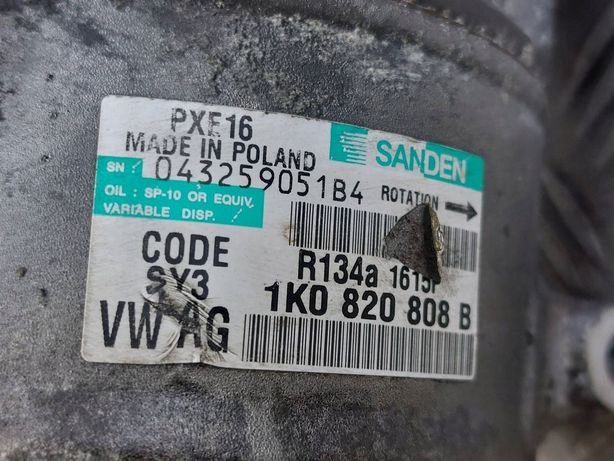 PXE16
MADE IN POLAND
SANDEN
SN : 043259051B4
ROTATION
OIL : SP-10 OR EQUIV.
VARIABLE DISP.
CODE
SY3
R134a
1K0 820 808 B
VW AG